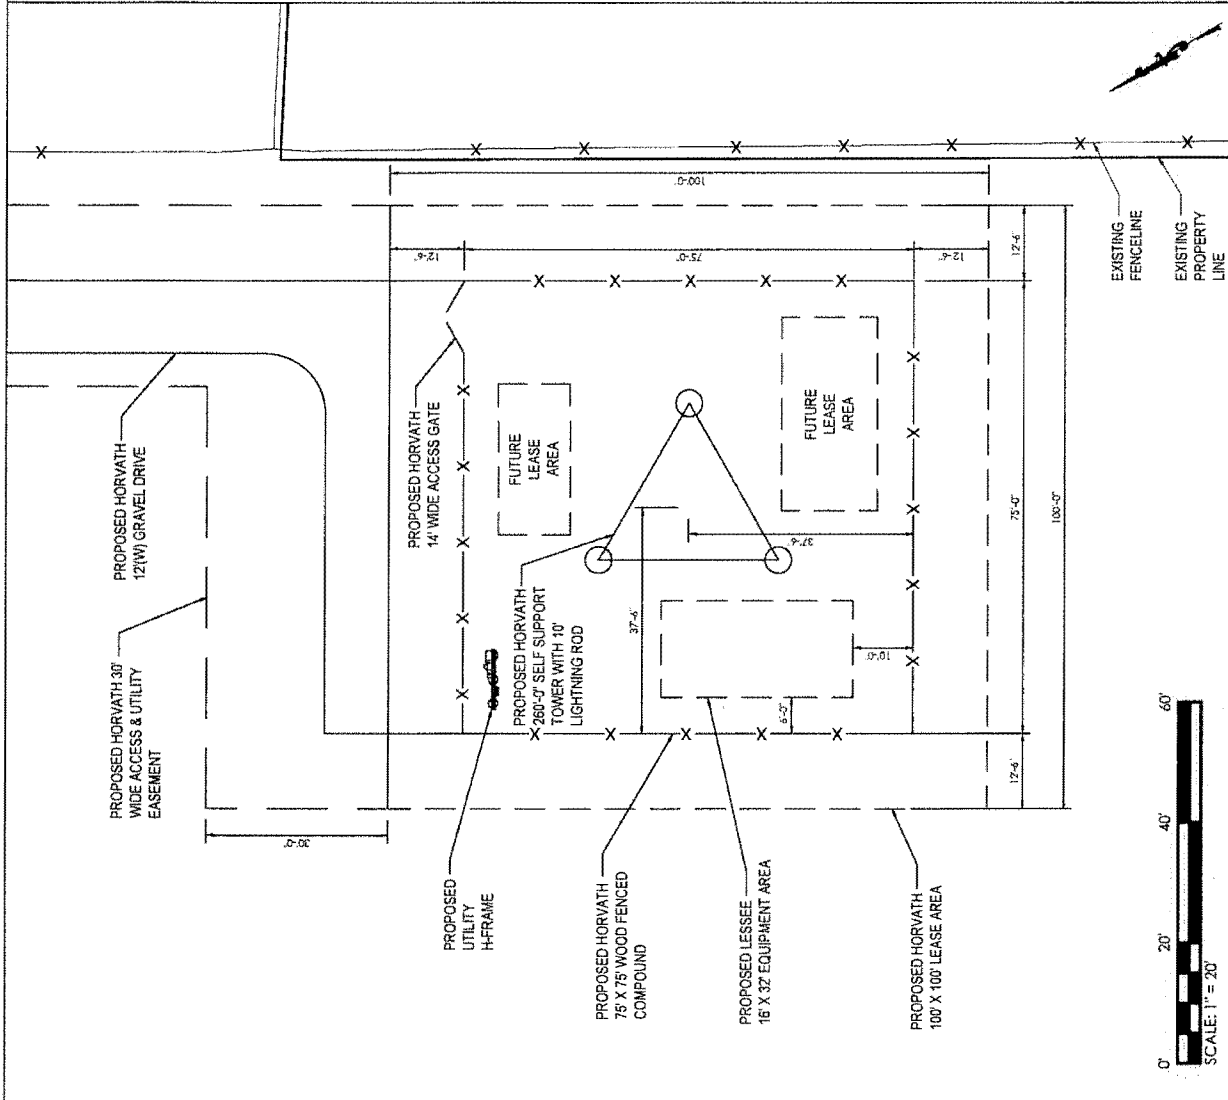 PROPOSED HORVATH
12'(W) GRAVEL DRIVE
PROPOSED HORVATH 30'
WIDE ACCESS & UTILITY
EASEMENT
PROPOSED HORVATH
14' WIDE ACCESS GATE
FUTURE
LEASE
AREA
FUTURE
LEASE
AREA
PROPOSED HORVATH
260'-0" SELF SUPPORT
TOWER WITH 10'
LIGHTNING ROD
PROPOSED
UTILITY
H-FRAME
PROPOSED HORVATH
75' X 75' WOOD FENCED
COMPOUND
PROPOSED LESSEE
16' X 32' EQUIPMENT AREA
PROPOSED HORVATH
100' X 100' LEASE AREA
EXISTING
FENCELINE
EXISTING
PROPERTY
LINE
100'-0"
12'-6"
75'-0"
12'-6"
12'-6"
75'-0"
100'-0"
12'-6"
37'-6"
37'-6"
10'-0"
6'-0"
30'-0"
0'
20'
40'
60'
SCALE: 1" = 20'